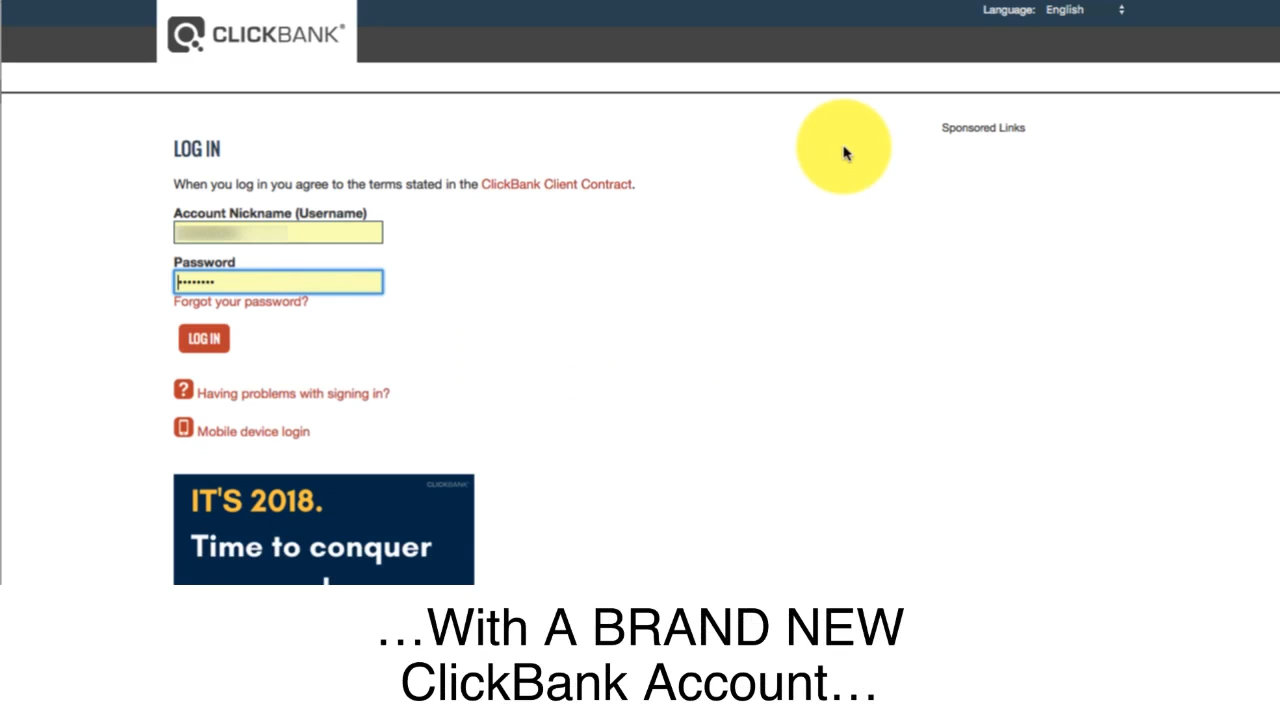 Language: English
CLICKBANK®
Sponsored Links
LOG IN
When you log in you agree to the terms stated in the ClickBank Client Contract.
Account Nickname (Username)
Password
••••••••
Forgot your password?
LOG IN
? Having problems with signing in?
Mobile device login
CLICKBANK
IT'S 2018.
Time to conquer
…With A BRAND NEW
ClickBank Account…